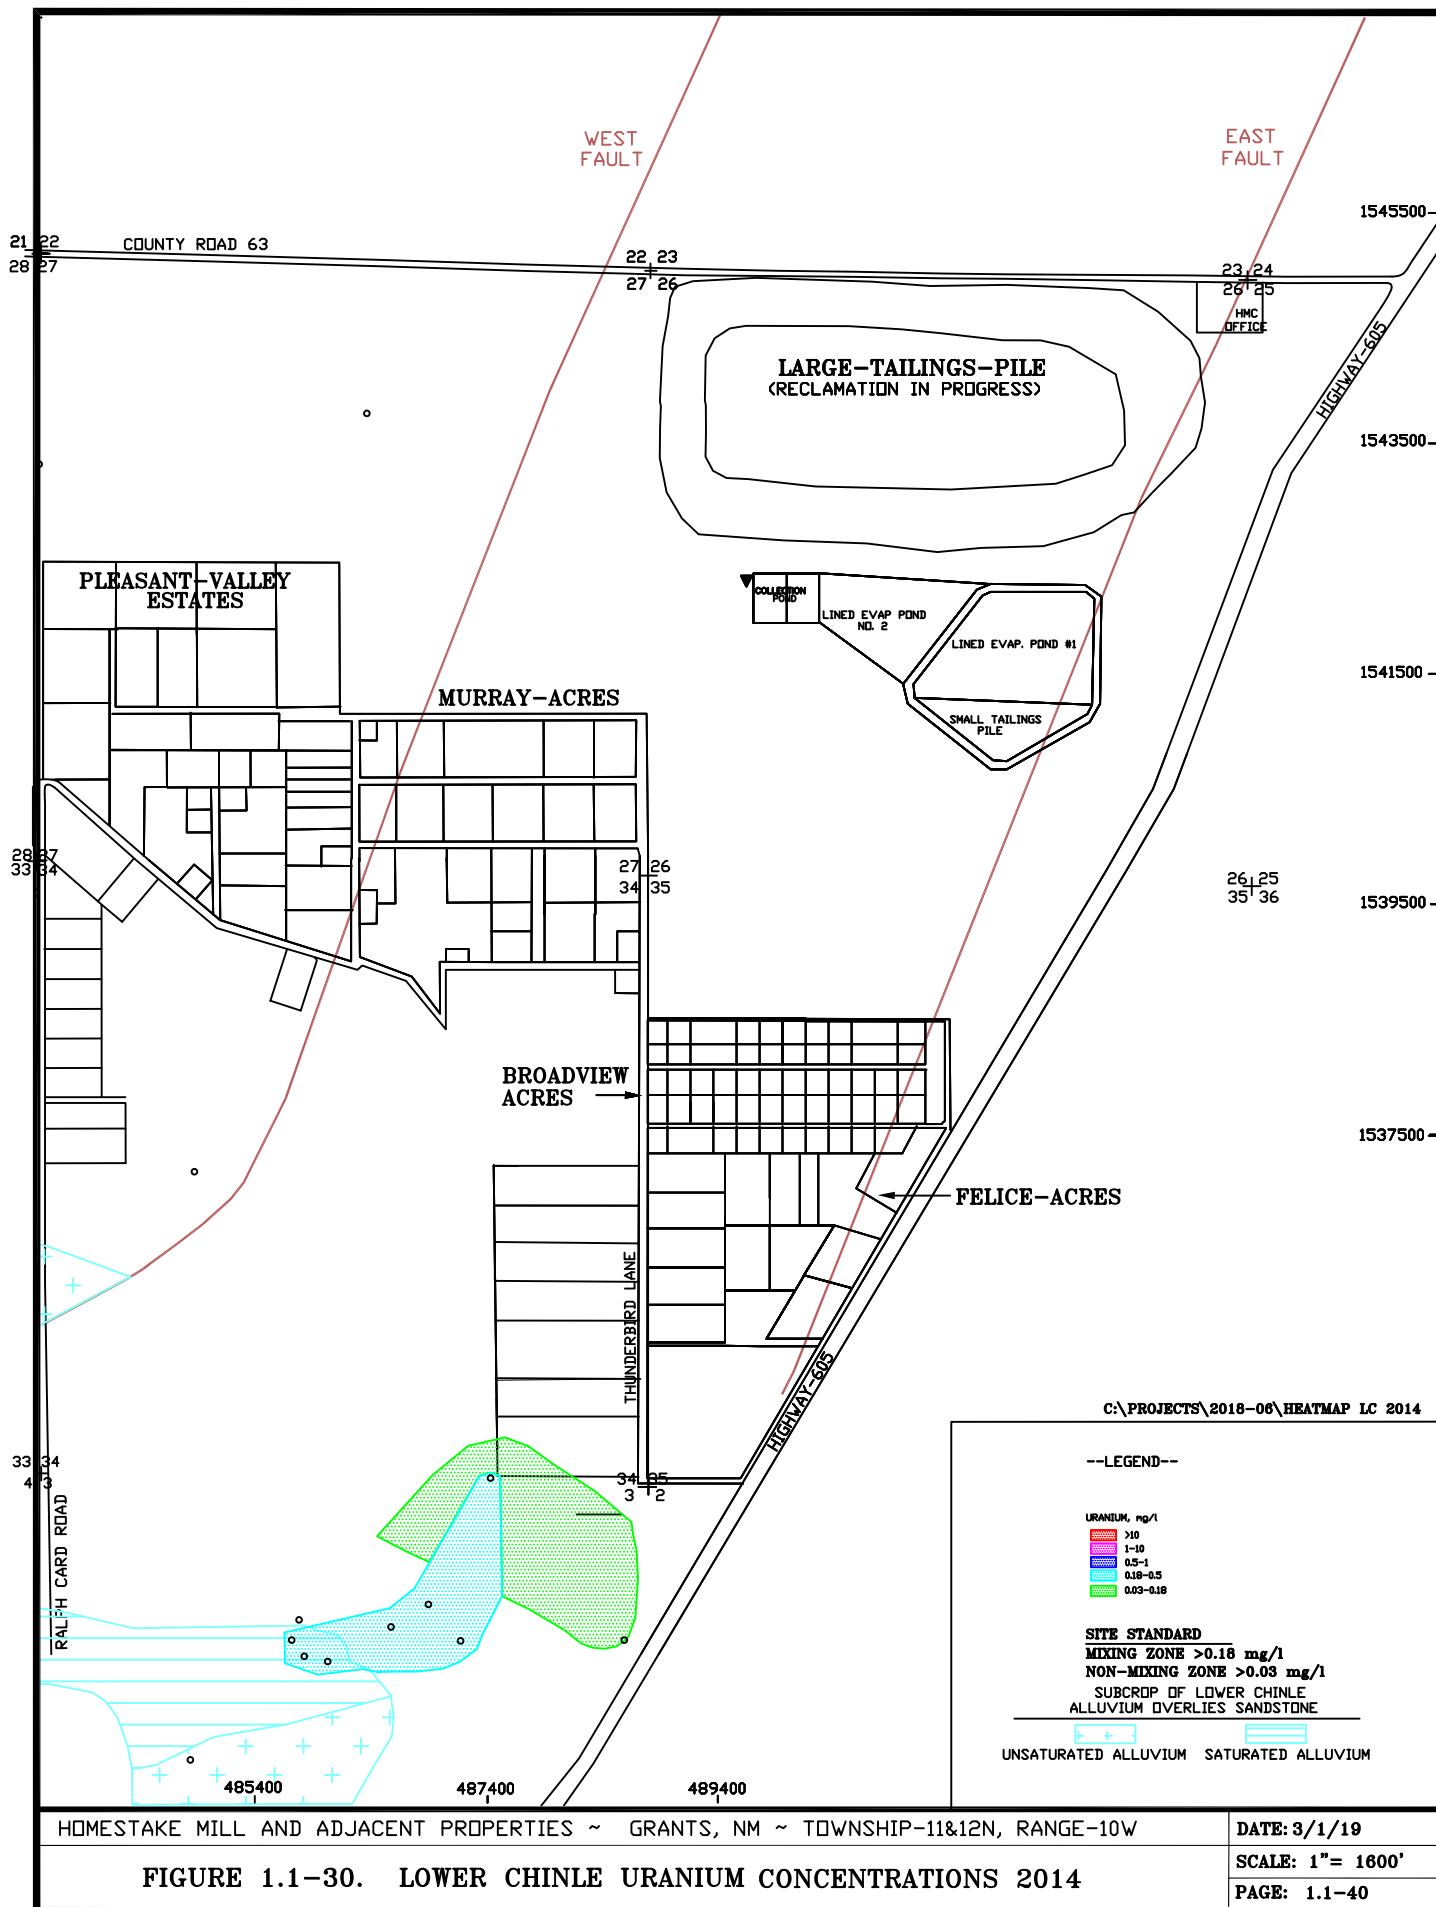 WEST
FAULT
EAST
FAULT
1545500
21 22
28 27
COUNTY ROAD 63
22 23
27 26
23 24
26 25
HMC
OFFICE
HIGHWAY-605
LARGE-TAILINGS-PILE
(RECLAMATION IN PROGRESS)
1543500
PLEASANT-VALLEY
ESTATES
COLLECTION
POND
LINED EVAP POND
NO. 2
LINED EVAP. POND #1
1541500
MURRAY-ACRES
SMALL TAILINGS
PILE
28 27
33 34
27 26
34 35
26 25
35 36
1539500
BROADVIEW
ACRES
1537500
FELICE-ACRES
THUNDERBIRD LANE
HIGHWAY-605
C:\PROJECTS\2018-06\HEATMAP LC 2014
33 34
4 3
34 35
3 2
RALPH CARD ROAD
--LEGEND--
URANIUM, mg/l
>10
1-10
0.5-1
0.18-0.5
0.03-0.18
SITE STANDARD
MIXING ZONE >0.18 mg/l
NON-MIXING ZONE >0.03 mg/l
SUBCROP OF LOWER CHINLE
ALLUVIUM OVERLIES SANDSTONE
UNSATURATED ALLUVIUM SATURATED ALLUVIUM
485400
487400
489400
HOMESTAKE MILL AND ADJACENT PROPERTIES ~ GRANTS, NM ~ TOWNSHIP-11&12N, RANGE-10W
DATE: 3/1/19
FIGURE 1.1-30. LOWER CHINLE URANIUM CONCENTRATIONS 2014
SCALE: 1"= 1600'
PAGE: 1.1-40